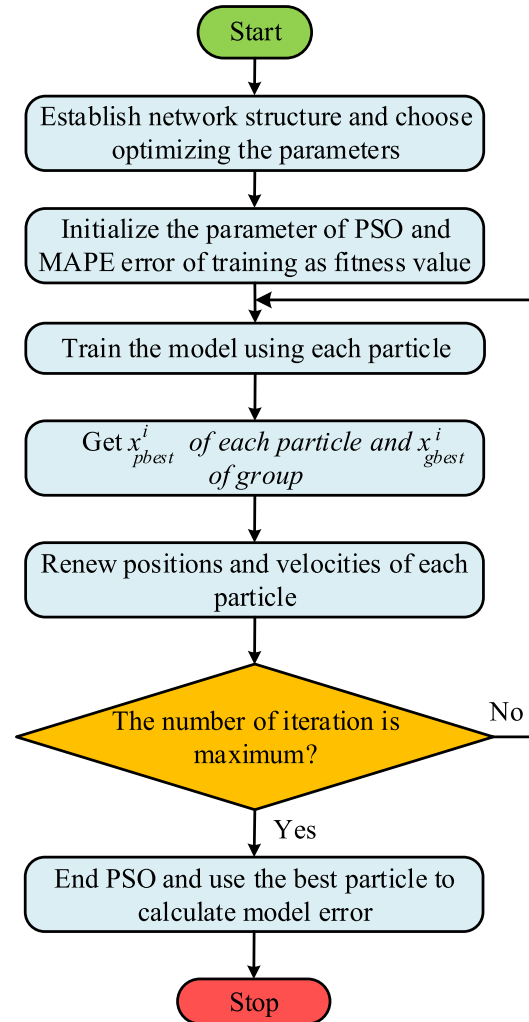 Start
Establish network structure and choose
optimizing the parameters
Initialize the parameter of PSO and
MAPE error of training as fitness value
Train the model using each particle
Get x^i_pbest of each particle and x^i_gbest
of group
Renew positions and velocities of each
particle
The number of iteration is
maximum?
No
Yes
End PSO and use the best particle to
calculate model error
Stop